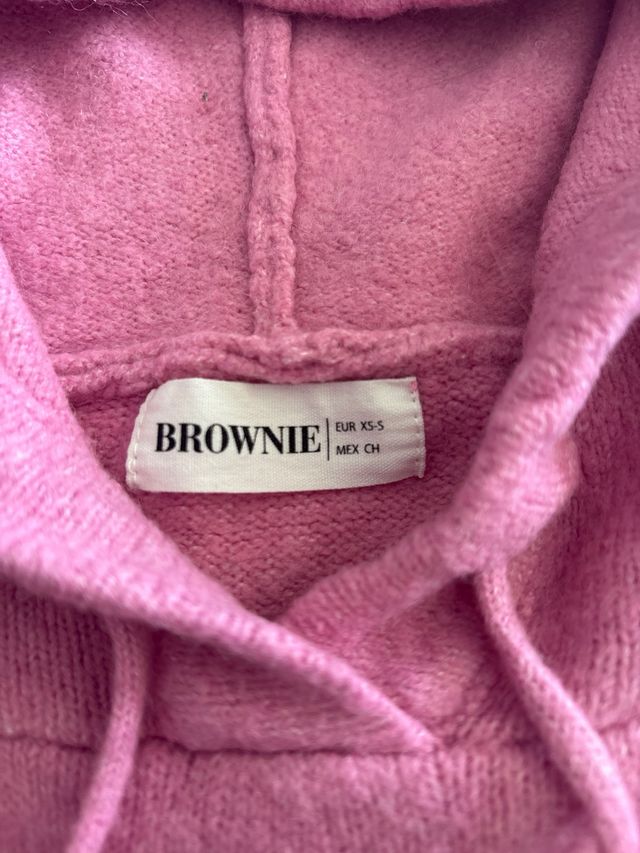 BROWNIE
EUR XS-S
MEX CH